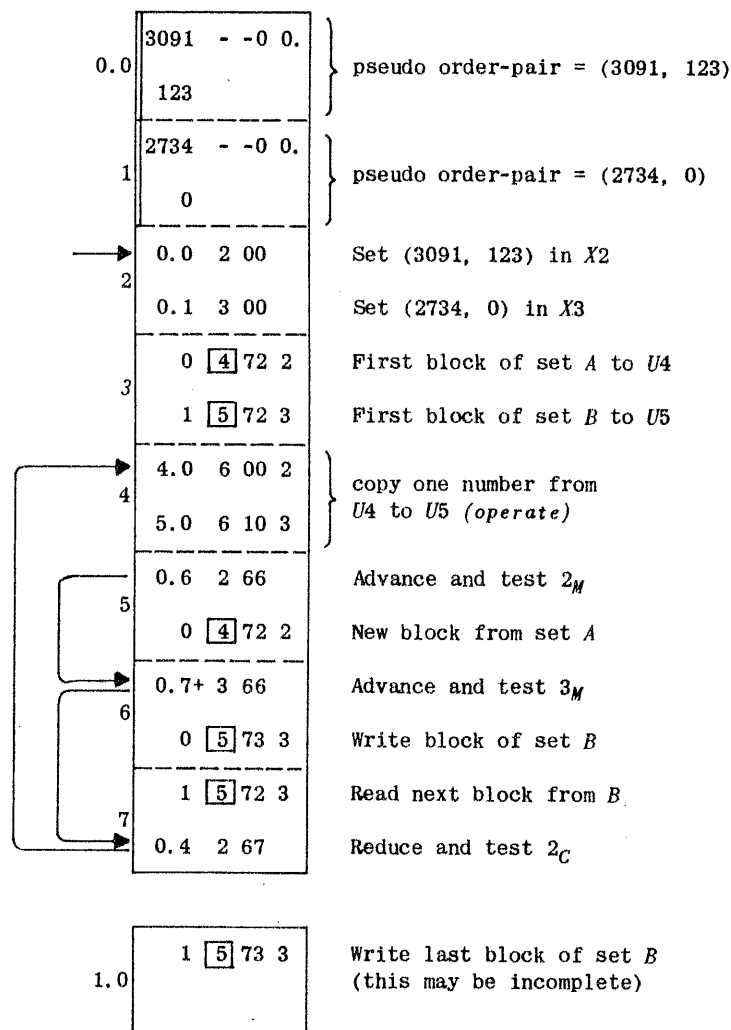 3091 - -0 0.
0.0 pseudo order-pair = (3091, 123)
123
2734 - -0 0.
1 pseudo order-pair = (2734, 0)
0
0.0 2 00 Set (3091, 123) in X2
2
0.1 3 00 Set (2734, 0) in X3
0 4 72 2 First block of set A to U4
3
1 5 72 3 First block of set B to U5
4.0 6 00 2 copy one number from
4
5.0 6 10 3 U4 to U5 (operate)
0.6 2 66 Advance and test 2M
5
0 4 72 2 New block from set A
0.7+ 3 66 Advance and test 3M
6
0 5 73 3 Write block of set B
1 5 72 3 Read next block from B
7
0.4 2 67 Reduce and test 2C
1 5 73 3 Write last block of set B
1.0 (this may be incomplete)